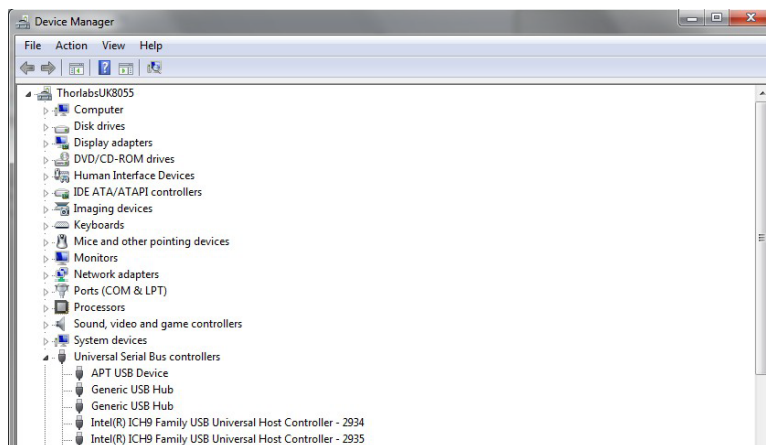 Device Manager
File Action View Help
ThorlabsUK8055
Computer
Disk drives
Display adapters
DVD/CD-ROM drives
Human Interface Devices
IDE ATA/ATAPI controllers
Imaging devices
Keyboards
Mice and other pointing devices
Monitors
Network adapters
Ports (COM & LPT)
Processors
Sound, video and game controllers
System devices
Universal Serial Bus controllers
APT USB Device
Generic USB Hub
Generic USB Hub
Intel(R) ICH9 Family USB Universal Host Controller - 2934
Intel(R) ICH9 Family USB Universal Host Controller - 2935